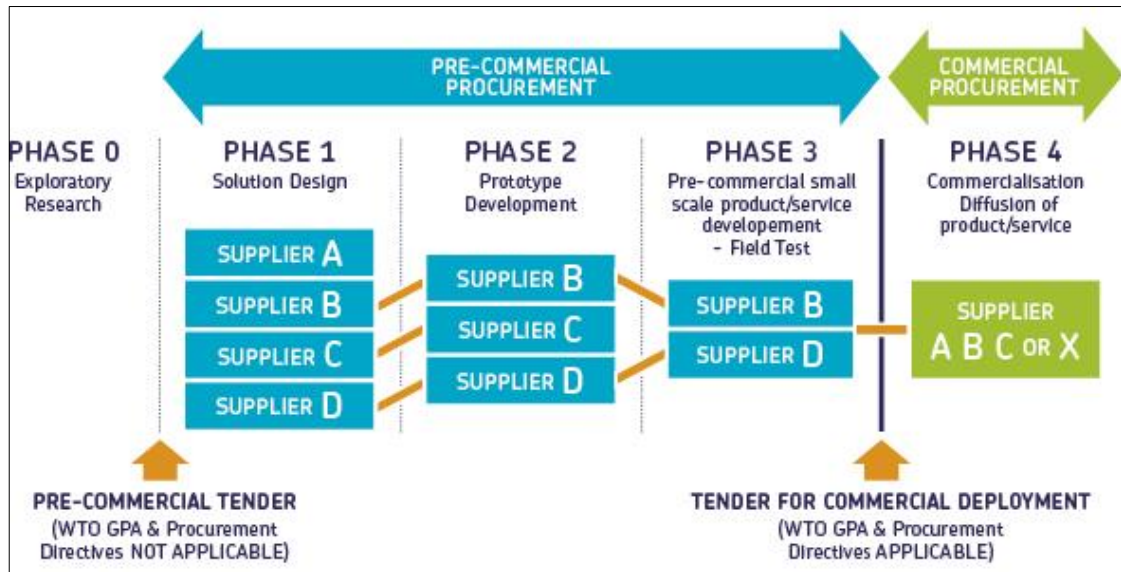 PRE-COMMERCIAL
PROCUREMENT
COMMERCIAL
PROCUREMENT
PHASE 0
Exploratory
Research
PHASE 1
Solution Design
PHASE 2
Prototype
Development
PHASE 3
Pre-commercial small
scale product/service
developement
- Field Test
PHASE 4
Commercialisation
Diffusion of
product/service
SUPPLIER A
SUPPLIER B
SUPPLIER C
SUPPLIER D
SUPPLIER B
SUPPLIER C
SUPPLIER D
SUPPLIER B
SUPPLIER D
SUPPLIER
A B C OR X
PRE-COMMERCIAL TENDER
(WTO GPA & Procurement
Directives NOT APPLICABLE)
TENDER FOR COMMERCIAL DEPLOYMENT
(WTO GPA & Procurement
Directives APPLICABLE)